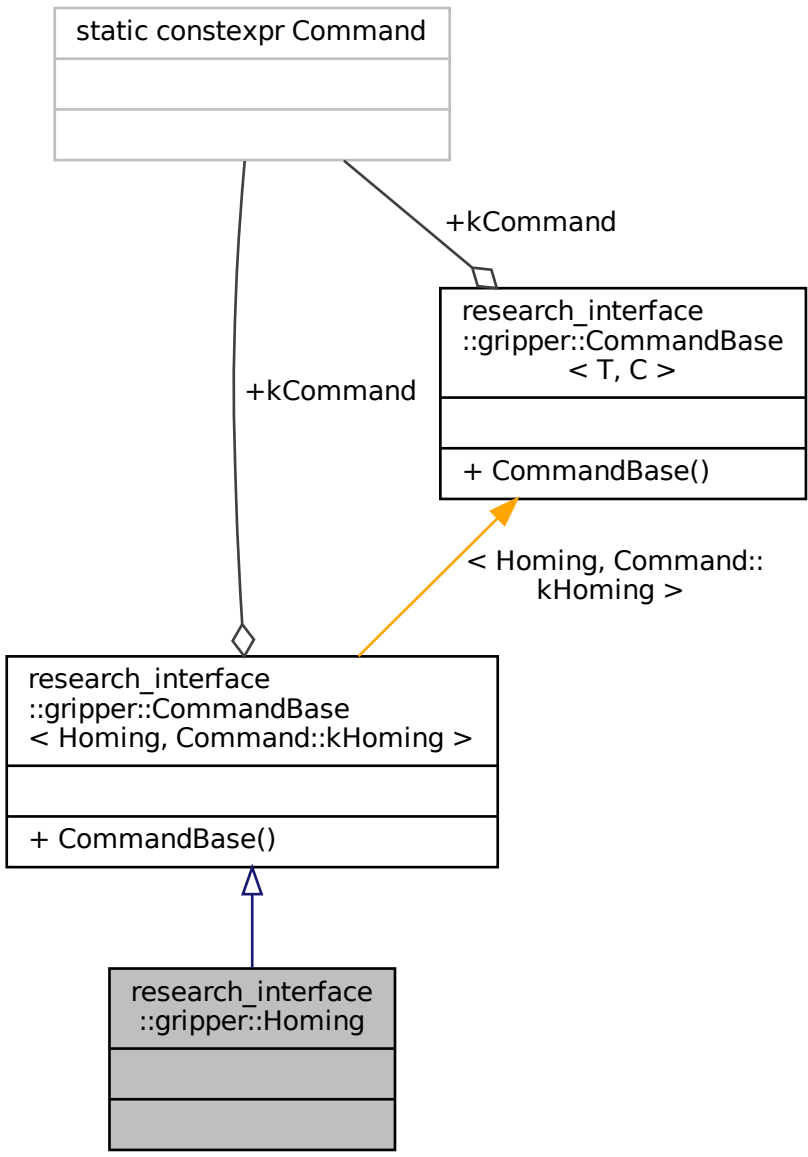 static constexpr Command
+kCommand
research_interface
::gripper::CommandBase
< T, C >
+ CommandBase()
+kCommand
< Homing, Command::
kHoming >
research_interface
::gripper::CommandBase
< Homing, Command::kHoming >
+ CommandBase()
research_interface
::gripper::Homing